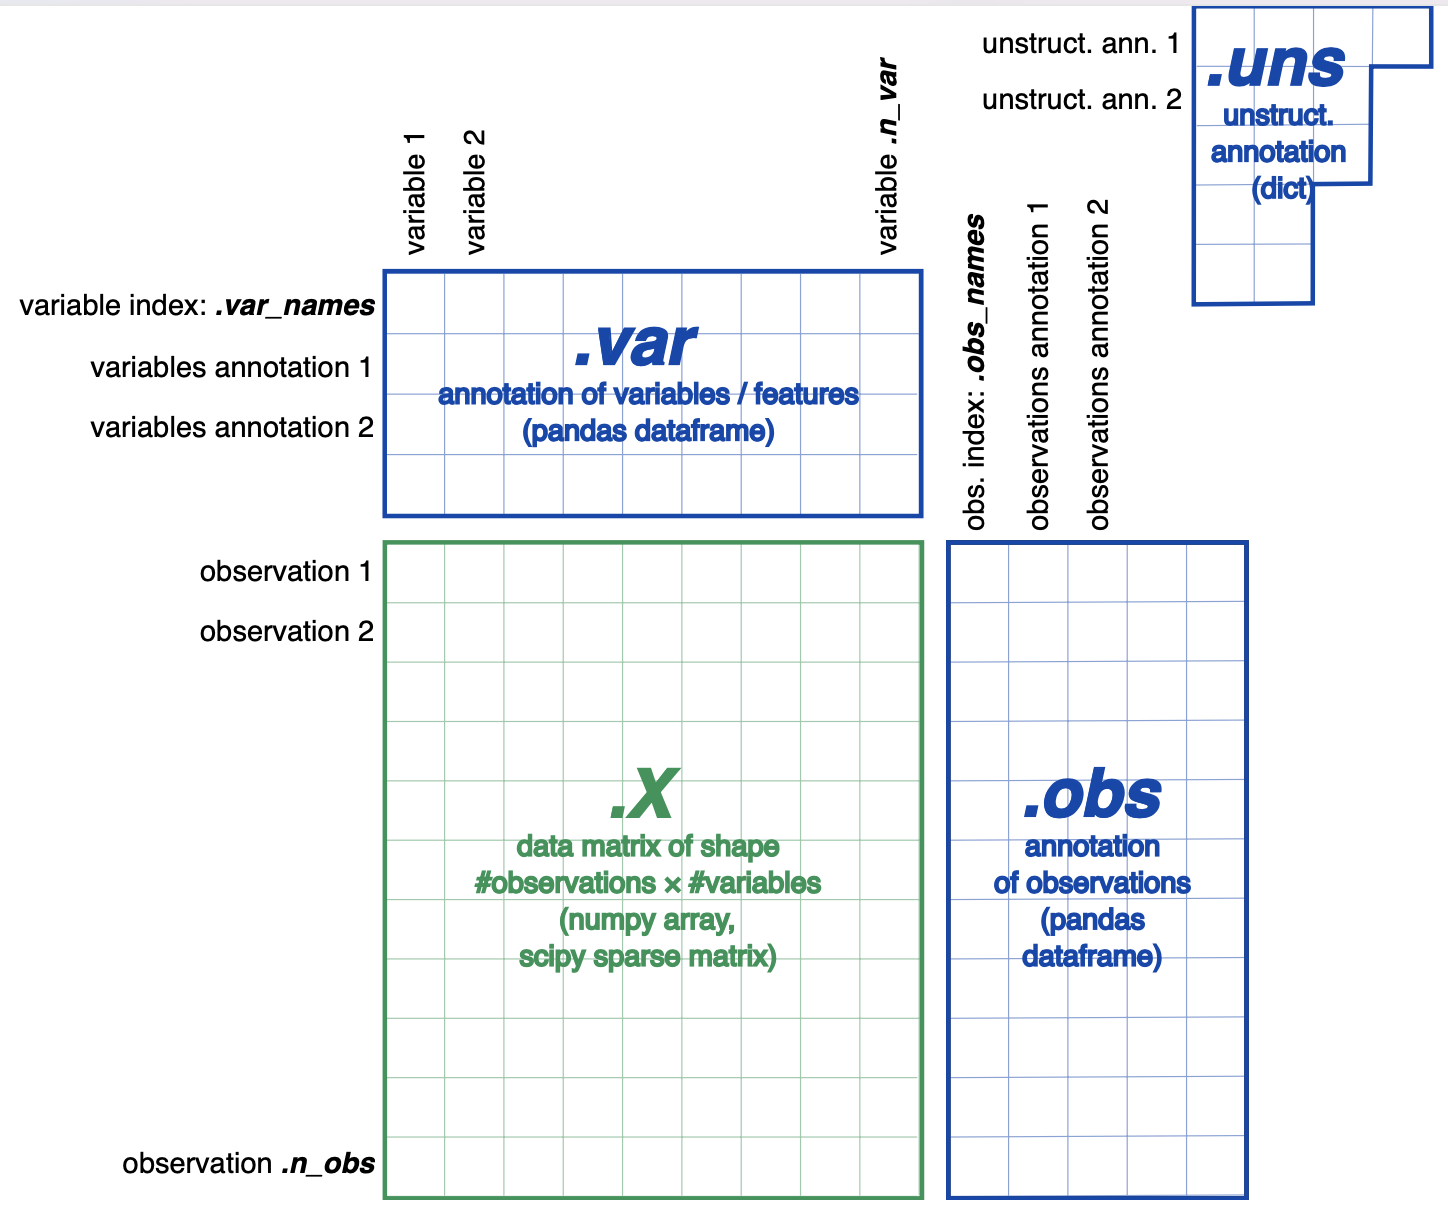 unstruct. ann. 1
unstruct. ann. 2
.uns
unstruct.
annotation
(dict)
variable 1
variable 2
variable .n_var
variable index: .var_names
variables annotation 1
variables annotation 2
.var
annotation of variables / features
(pandas dataframe)
obs. index: .obs_names
observations annotation 1
observations annotation 2
observation 1
observation 2
observation .n_obs
.X
data matrix of shape
#observations × #variables
(numpy array,
scipy sparse matrix)
.obs
annotation
of observations
(pandas
dataframe)